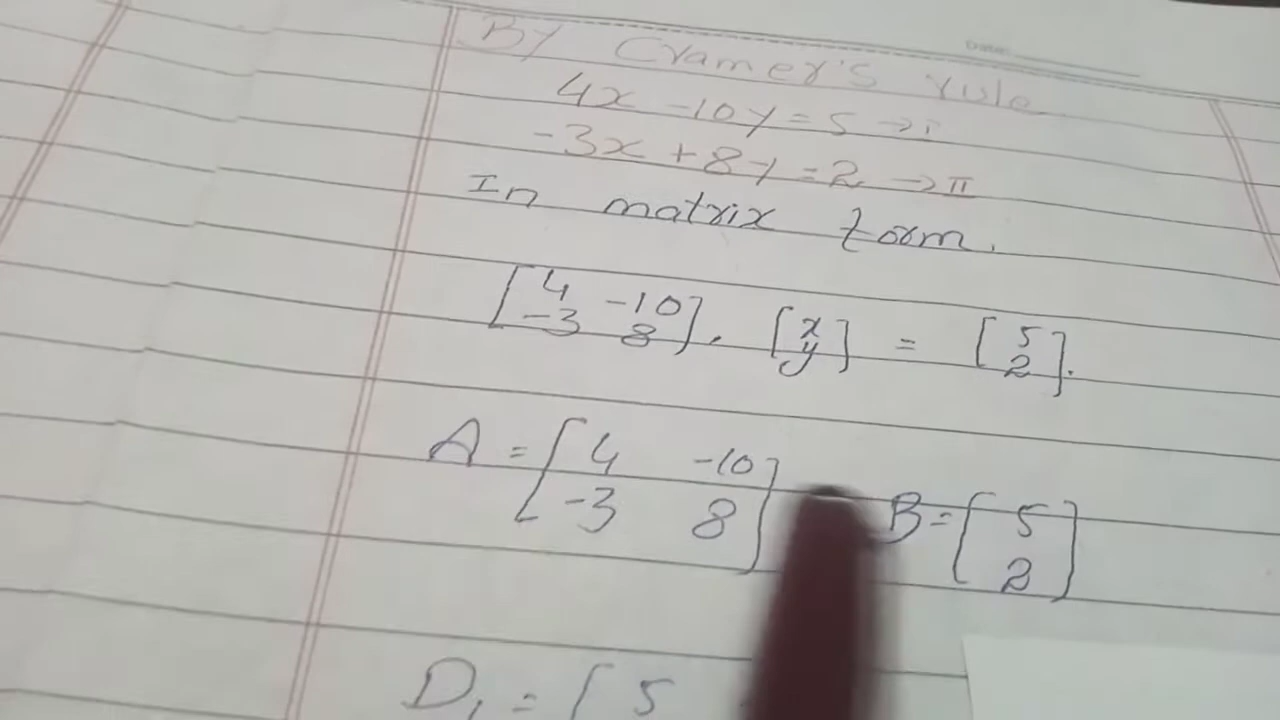 By Cramer's rule
4x - 10y = 5 → i
-3x + 8y = 2 → II
In matrix form.
[4 -10
-3 8] . [x
y] = [5
2].
A = [4 -10
-3 8] B = [5
2]
D₁ = [5